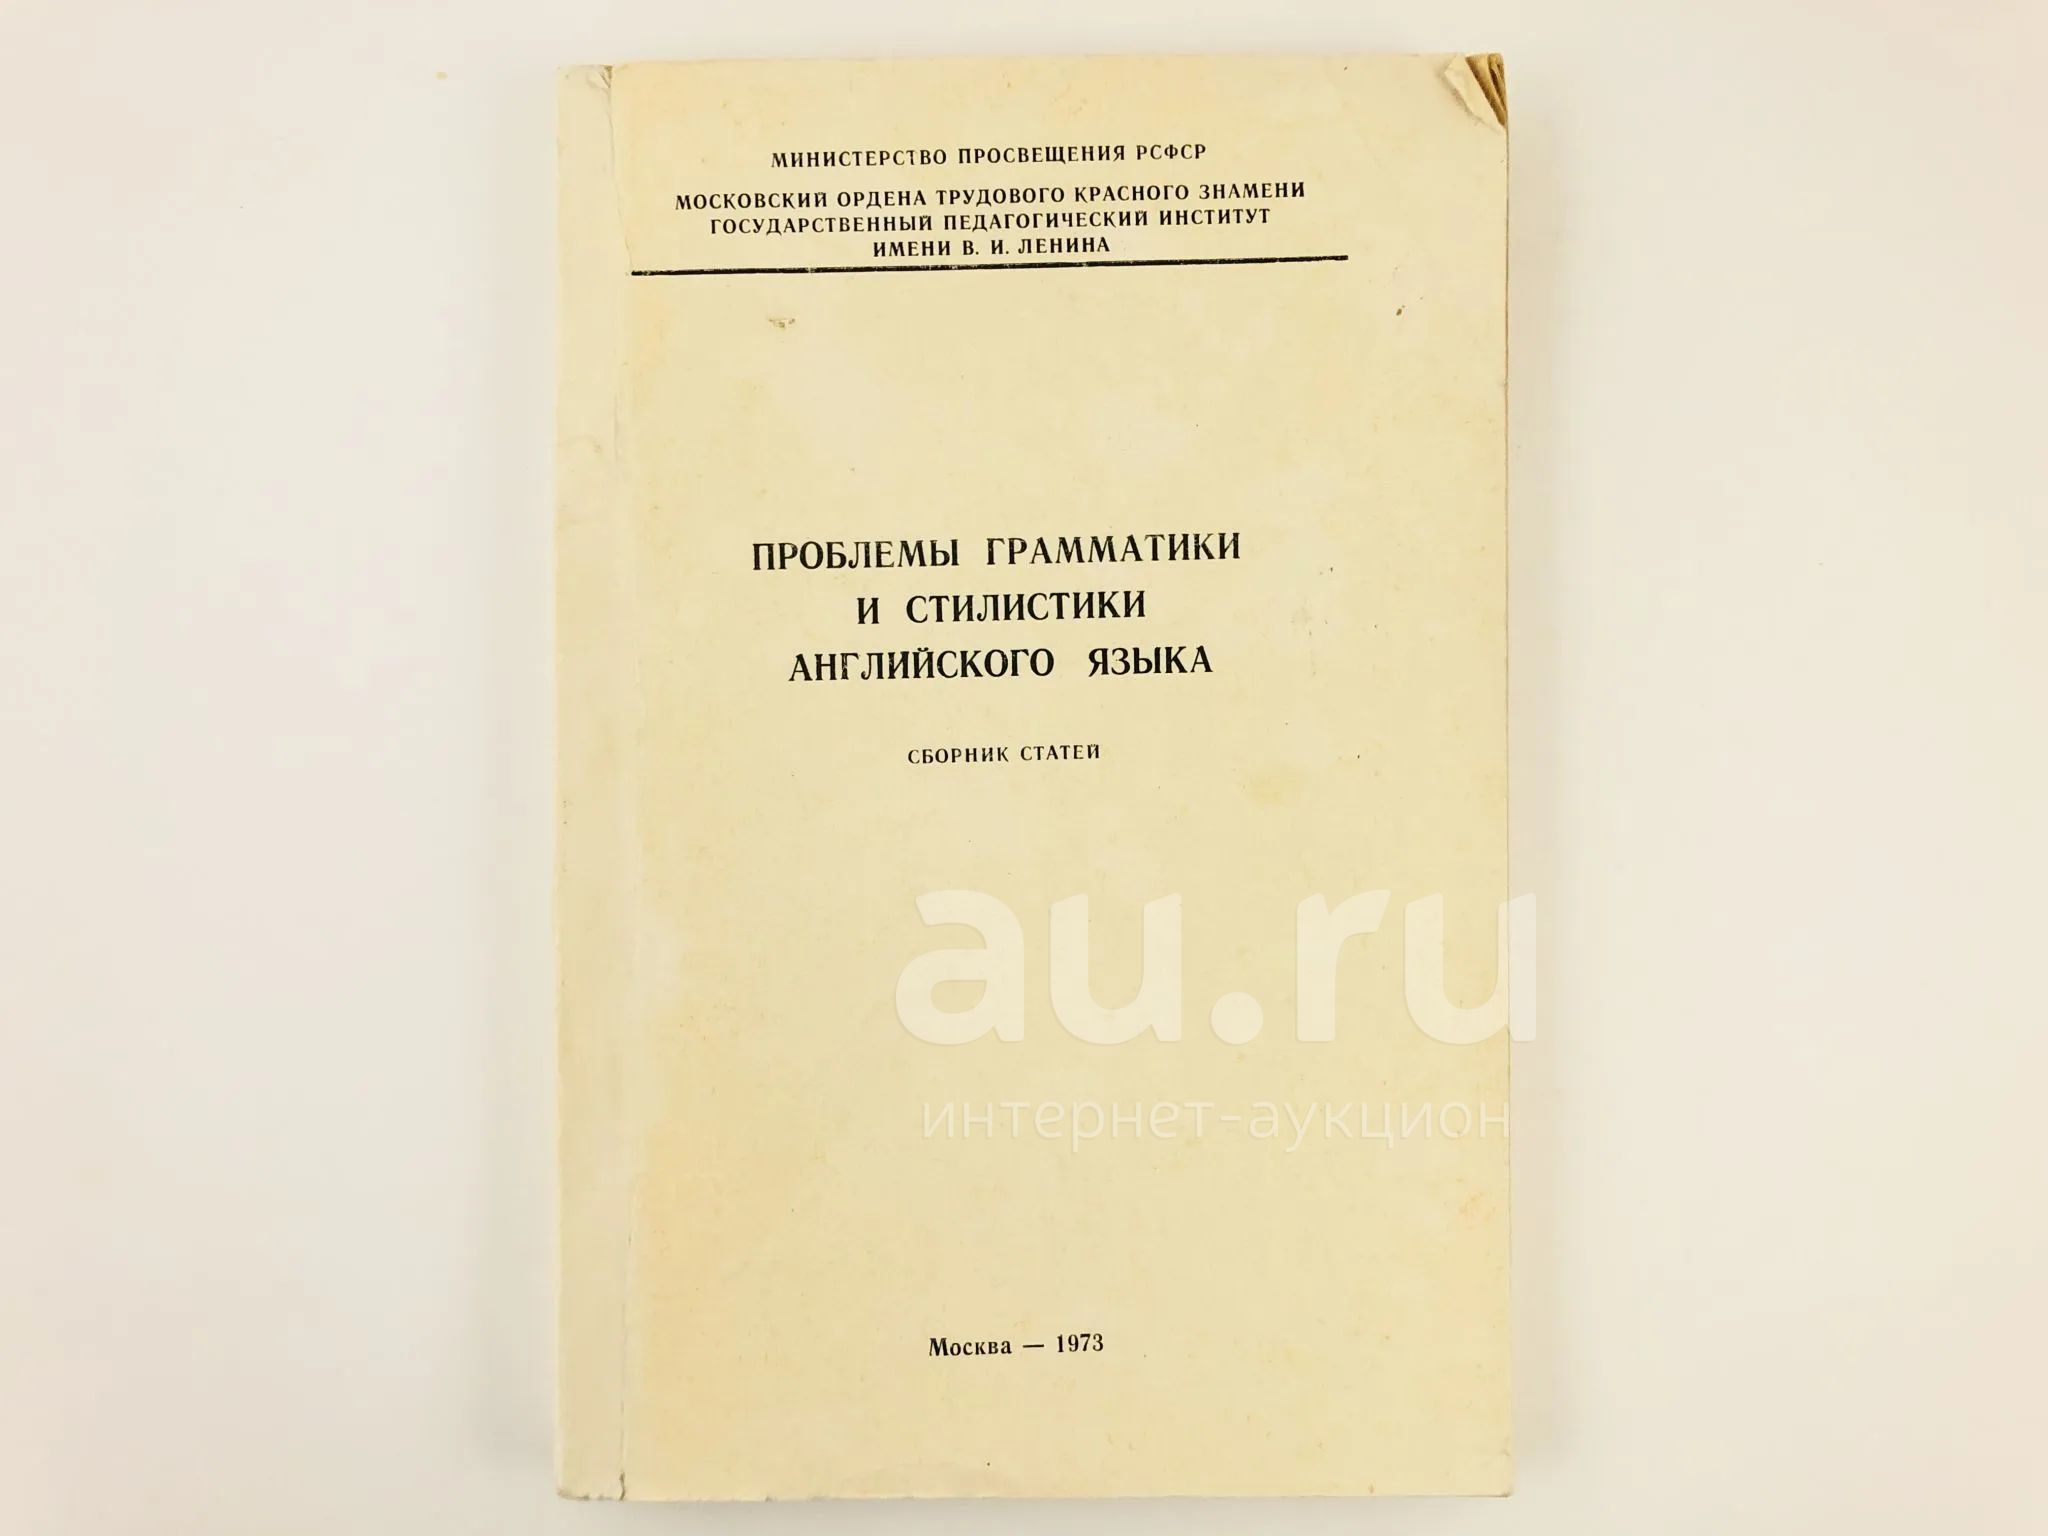 МИНИСТЕРСТВО ПРОСВЕЩЕНИЯ РСФСР
МОСКОВСКИЙ ОРДЕНА ТРУДОВОГО КРАСНОГО ЗНАМЕНИ
ГОСУДАРСТВЕННЫЙ ПЕДАГОГИЧЕСКИЙ ИНСТИТУТ
ИМЕНИ В. И. ЛЕНИНА
ПРОБЛЕМЫ ГРАММАТИКИ
И СТИЛИСТИКИ
АНГЛИЙСКОГО ЯЗЫКА
СБОРНИК СТАТЕЙ
au.ru
интернет-аукцион
Москва — 1973